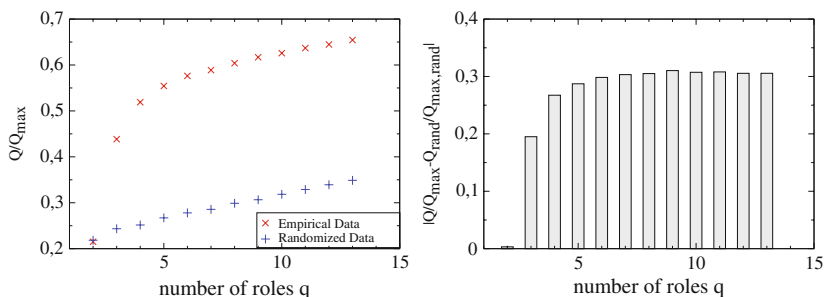 0,7
0,6
0,5
0,4
0,3
0,2
Q/Q_max
5
10
15
number of roles q
Empirical Data
Randomized Data
0,4
0,3
0,2
0,1
0
|Q/Q_max-Q_rand/Q_max,rand|
5
10
15
number of roles q